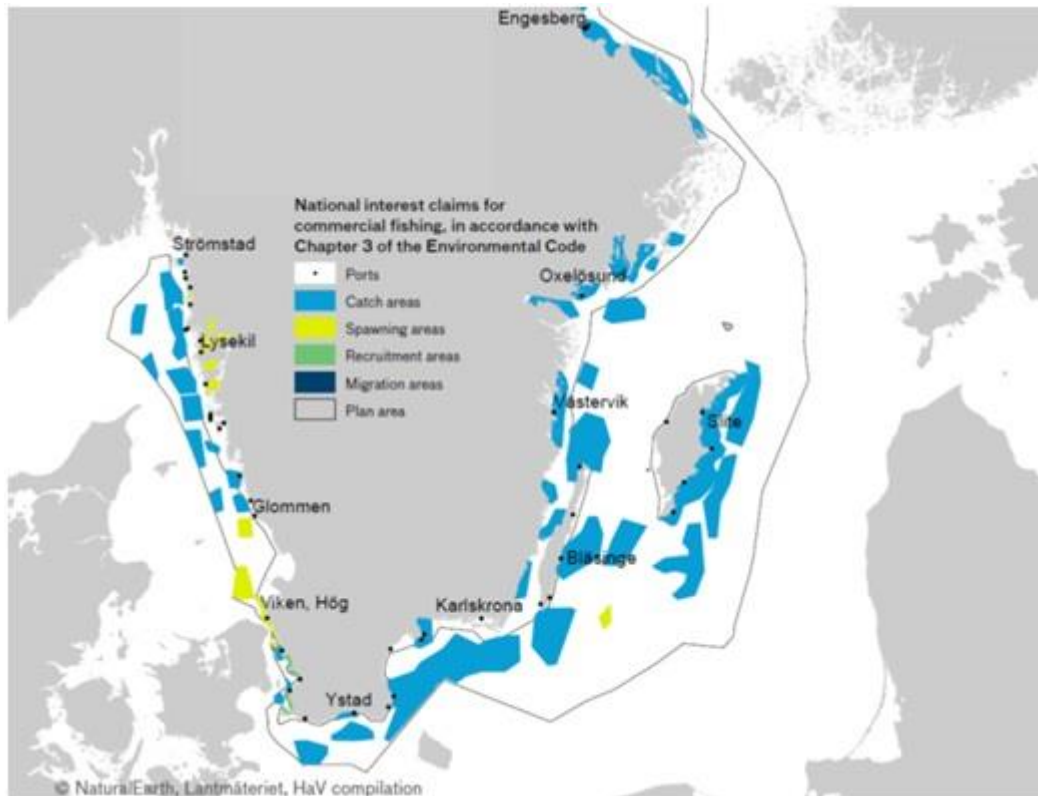 Engesberg
National interest claims for
commercial fishing, in accordance with
Chapter 3 of the Environmental Code
Strömstad
Ports
Oxelösund
Catch areas
Spawning areas
Lysekil
Recruitment areas
Migration areas
Plan area
Västervik
Slite
Glommen
Bläsinge
Viken, Hög
Karlskrona
Ystad
© NaturalEarth, Lantmäteriet, HaV compilation